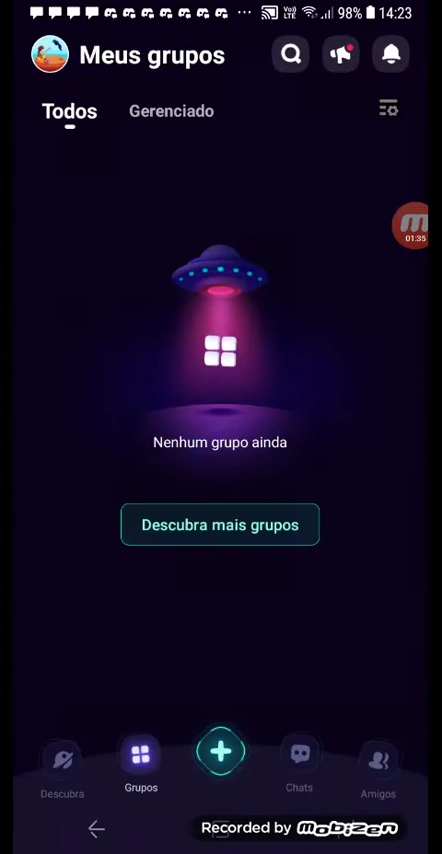 VoLTE 98% 14:23
Meus grupos
Todos Gerenciado
01:35
Nenhum grupo ainda
Descubra mais grupos
Descubra Grupos Chats Amigos
Recorded by mobizen